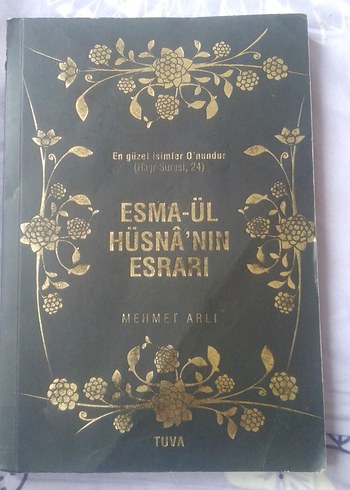 En güzel isimler O'nundur
(Haşr Suresi, 24)
ESMA-ÜL
HÜSNÂ'NIN
ESRARI
MEHMET ARLI
TUVA